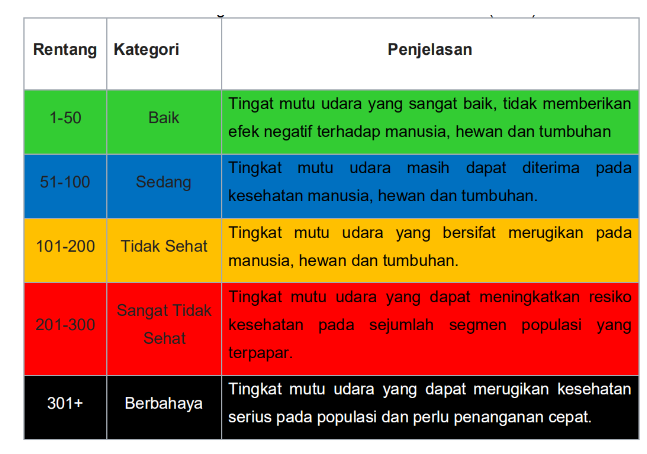 Rentang Kategori Penjelasan
1-50 Baik Tingat mutu udara yang sangat baik, tidak memberikan
efek negatif terhadap manusia, hewan dan tumbuhan
51-100 Sedang Tingkat mutu udara masih dapat diterima pada
kesehatan manusia, hewan dan tumbuhan.
101-200 Tidak Sehat Tingkat mutu udara yang bersifat merugikan pada
manusia, hewan dan tumbuhan.
201-300 Sangat Tidak Sehat Tingkat mutu udara yang dapat meningkatkan resiko
kesehatan pada sejumlah segmen populasi yang
terpapar.
301+ Berbahaya Tingkat mutu udara yang dapat merugikan kesehatan
serius pada populasi dan perlu penanganan cepat.